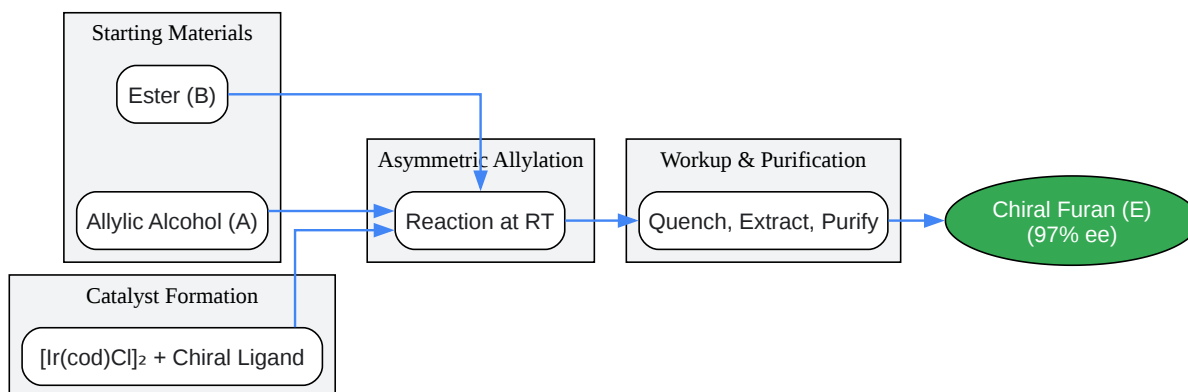 Starting Materials
Ester (B)
Allylic Alcohol (A)
Catalyst Formation
[Ir(cod)Cl]₂ + Chiral Ligand
Asymmetric Allylation
Reaction at RT
Workup & Purification
Quench, Extract, Purify
Chiral Furan (E)
(97% ee)